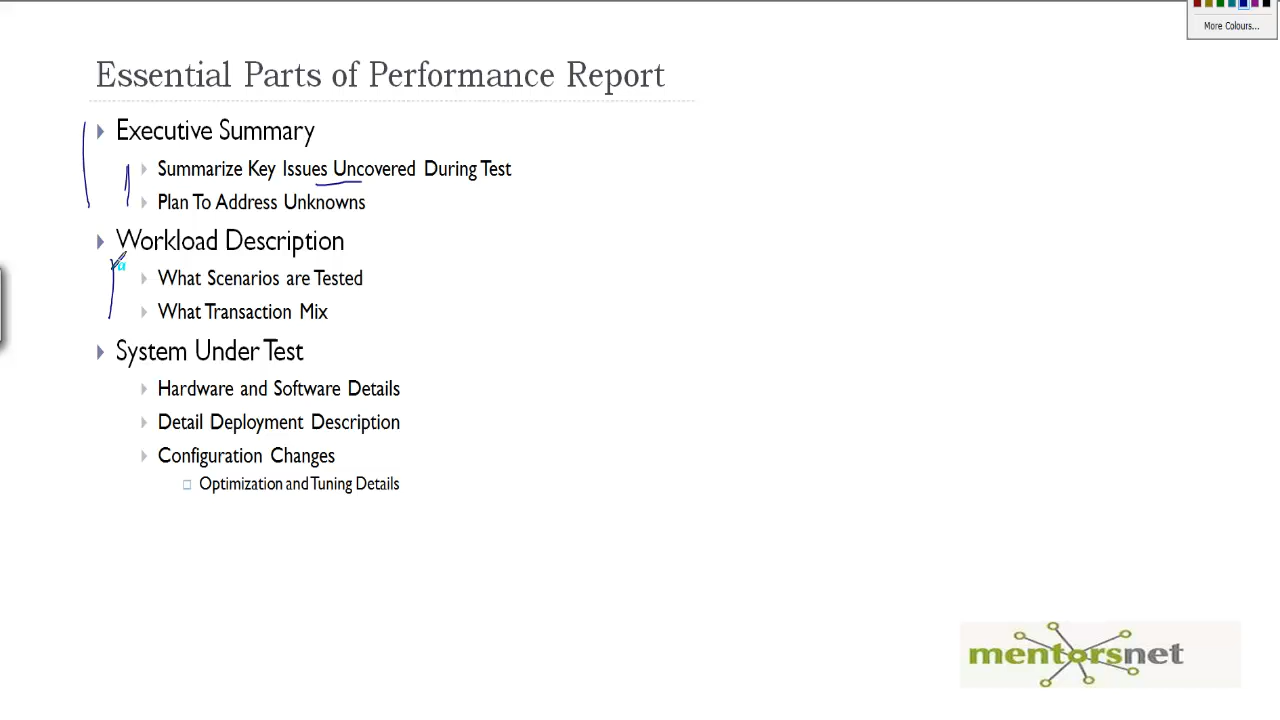 More Colours...
Essential Parts of Performance Report
Executive Summary
Summarize Key Issues Uncovered During Test
Plan To Address Unknowns
Workload Description
What Scenarios are Tested
What Transaction Mix
System Under Test
Hardware and Software Details
Detail Deployment Description
Configuration Changes
Optimization and Tuning Details
mentorsnet